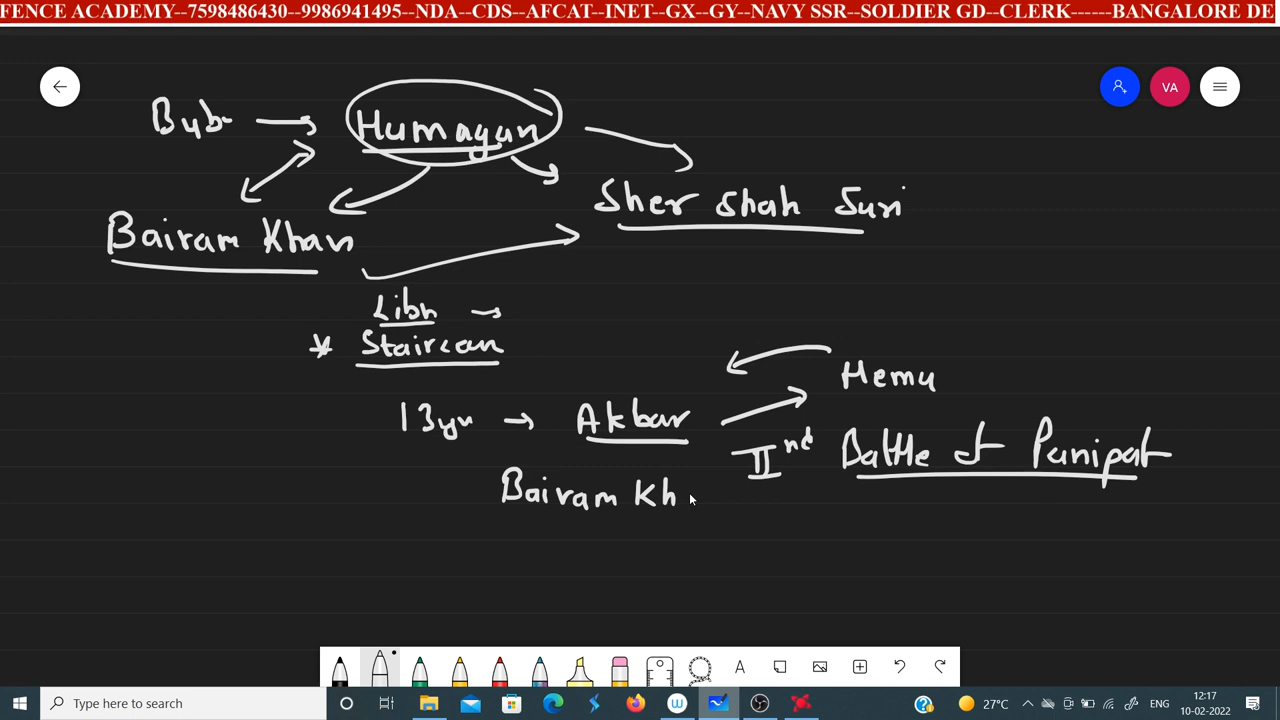 FENCE ACADEMY--7598486430--9986941495--NDA--CDS--AFCAT--INET--GX--GY--NAVY SSR--SOLDIER GD--CLERK------BANGALORE DE
VA
Bub → Humayun
Sher Shah Suri
Bairam Khan
Libr →
* Staircan
Hemu
13yr → Akbar
IInd Battle of Panipat
Bairam Kh
A
Type here to search
27°C
ENG
12:17
10-02-2022